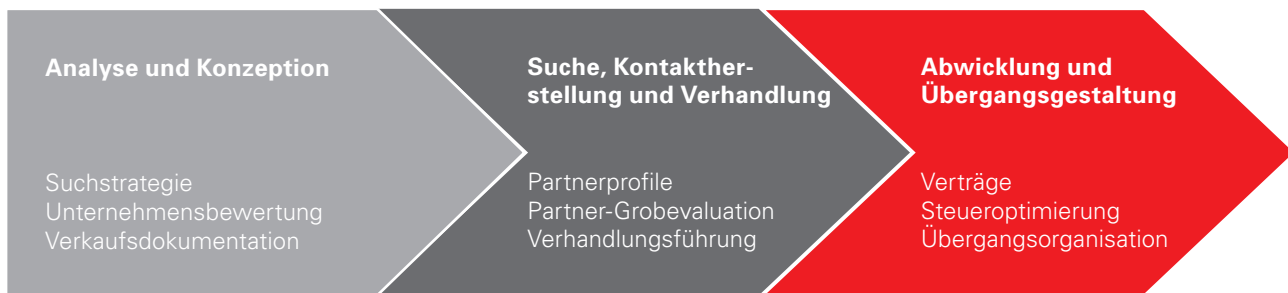 Analyse und Konzeption
Suchstrategie
Unternehmensbewertung
Verkaufsdokumentation
Suche, Kontakther-
stellung und Verhandlung
Partnerprofile
Partner-Grobevaluation
Verhandlungsführung
Abwicklung und
Übergangsgestaltung
Verträge
Steueroptimierung
Übergangsorganisation